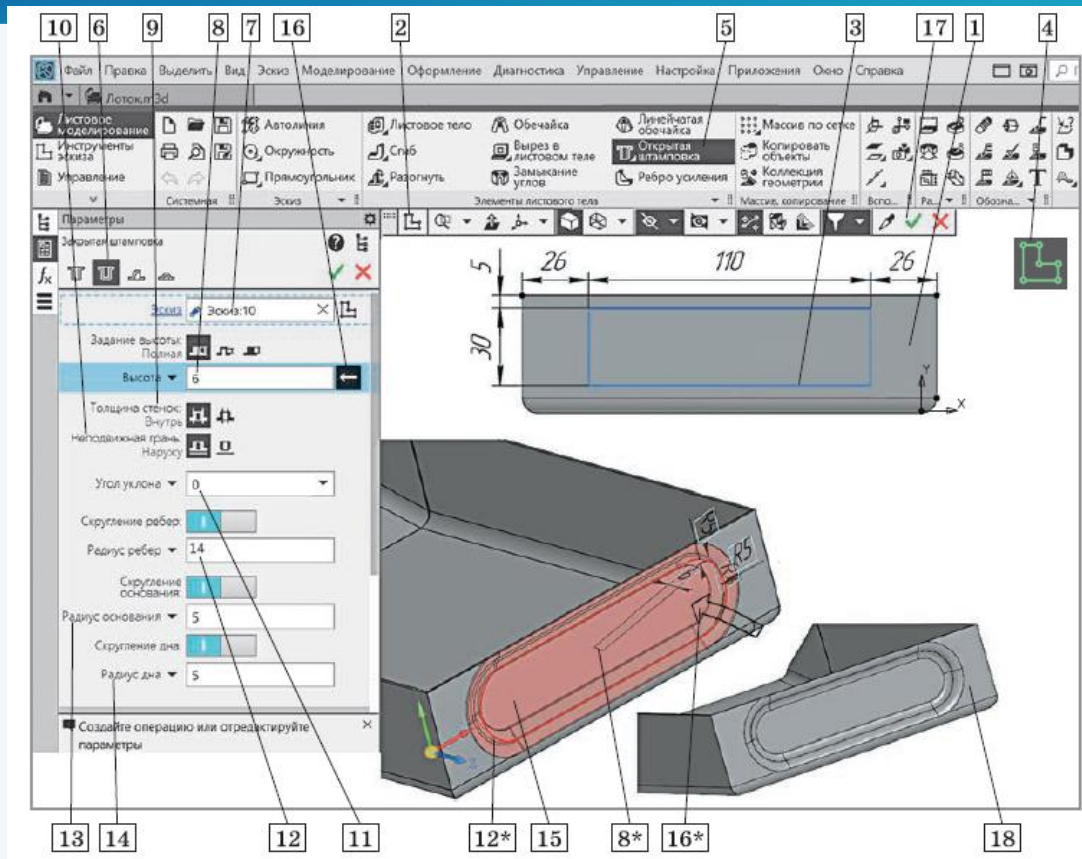 10 6 9 8 7 16 2 5 3 17 1 4
Файл Правка Выделить Вид Эскиз Моделирование Оформление Диагностика Управление Настройка Приложения Окно Справка
Лоток.m3d
Листовое моделирование
Инструменты эскиза
Управление
Системная
Автолиния
Окружность
Прямоугольник
Эскиз
Листовое тело
Сгиб
Разогнуть
Обечайка
Вырез в листовом теле
Замыкание углов
Линейчатая обечайка
Открытая штамповка
Ребро усиления
Элементы листового тела
Массив по сетке
Копировать объекты
Коллекция геометрии
Массив, копирование
Вспо...
Ра...
Обозна...
Параметры
Закрытая штамповка
Эскиз Эскиз:10
Задание высоты:
Полная
Высота 6
Толщина стенок:
Внутрь
Неподвижная грань:
Наружу
Угол уклона 0
Скругление ребер:
Радиус ребер 14
Скругление
основания:
Радиус основания 5
Скругление дна
Радиус дна 5
Создайте операцию или отредактируйте
параметры
5 26 110 26
30
Y
X
R5
Z
13 14 12 11 12* 15 8* 16* 18